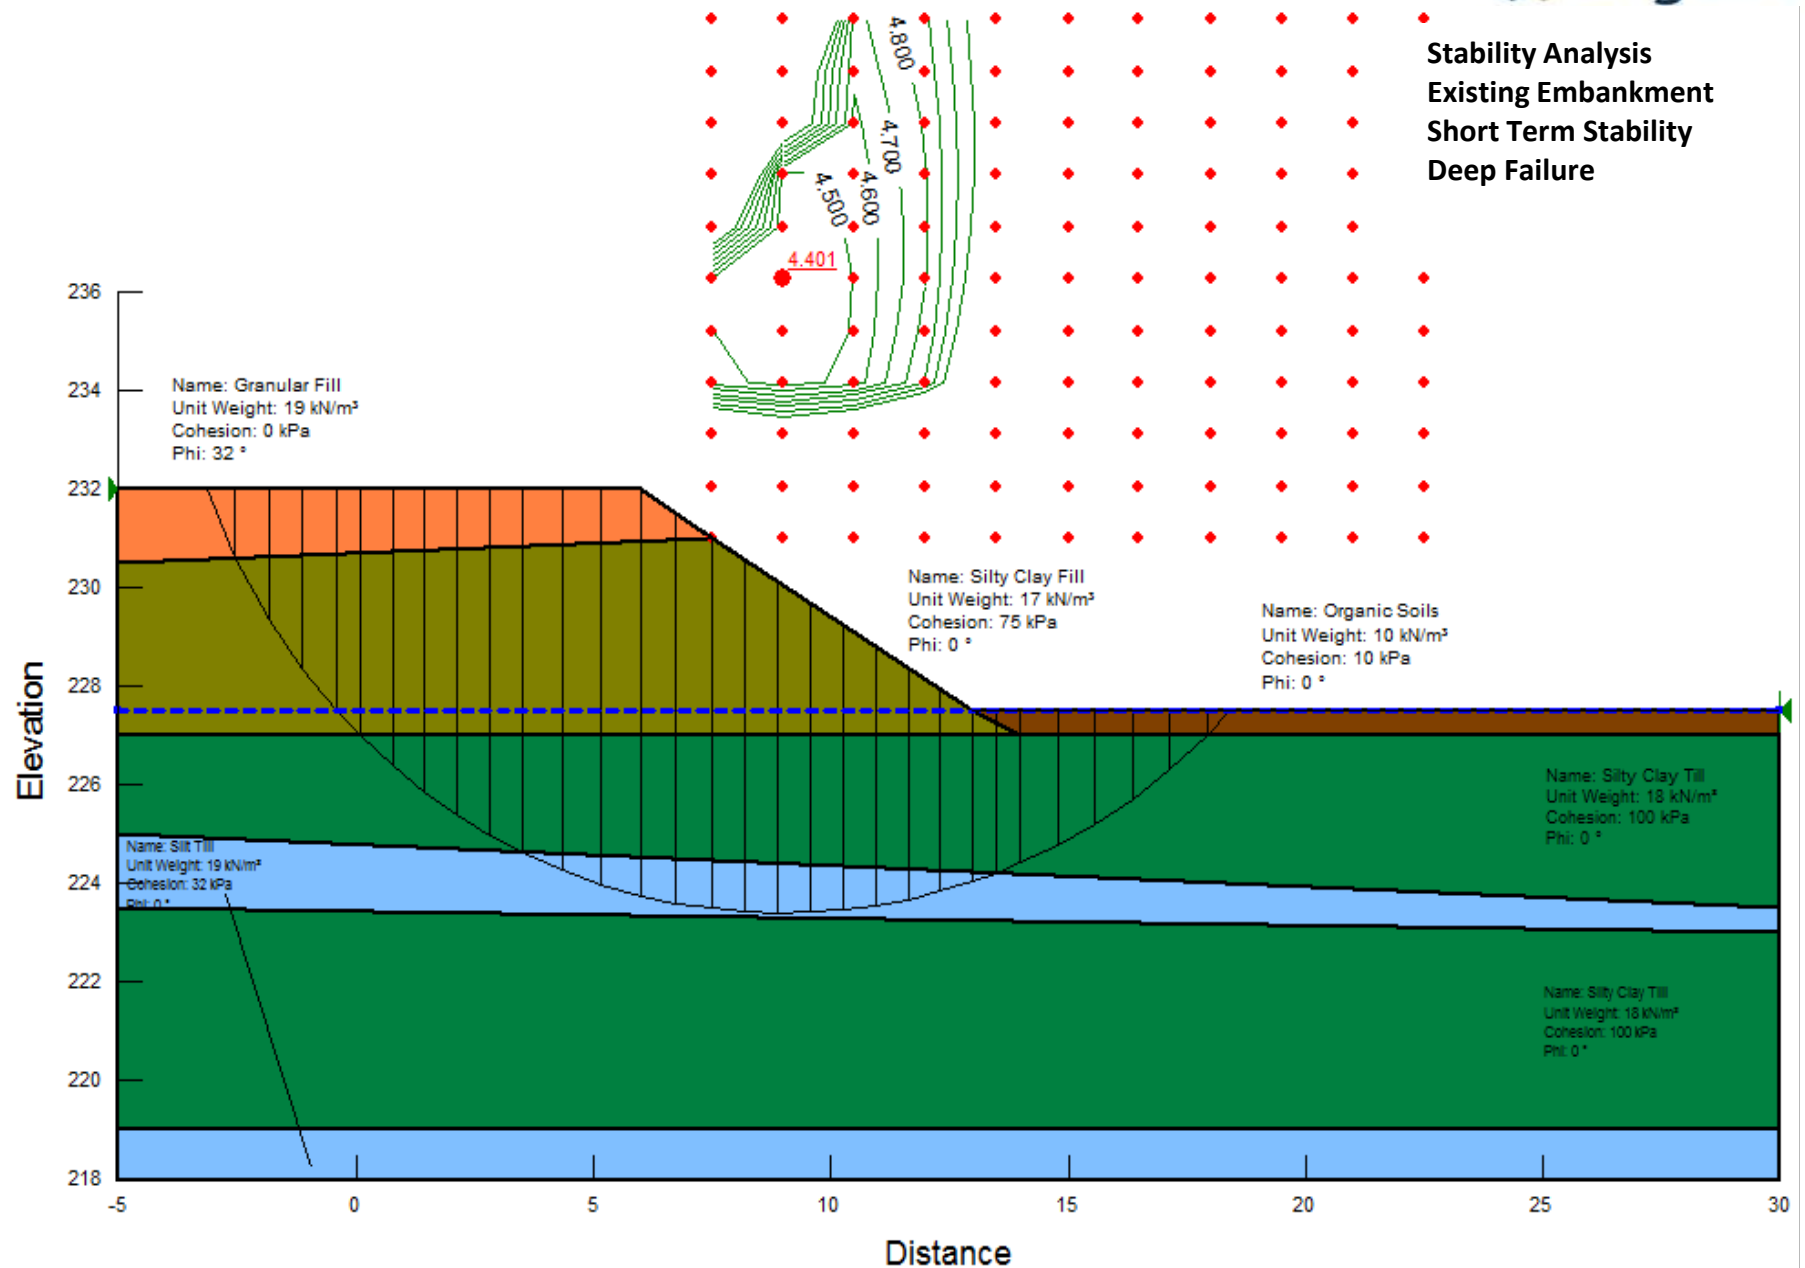 Stability Analysis
Existing Embankment
Short Term Stability
Deep Failure
4.800
4.700
4.600
4.500
4.401
236
234
232
230
228
226
224
222
220
218
Elevation
Name: Granular Fill
Unit Weight: 19 kN/m³
Cohesion: 0 kPa
Phi: 32 °
Name: Silty Clay Fill
Unit Weight: 17 kN/m³
Cohesion: 75 kPa
Phi: 0 °
Name: Organic Soils
Unit Weight: 10 kN/m³
Cohesion: 10 kPa
Phi: 0 °
Name: Silty Clay Till
Unit Weight: 18 kN/m³
Cohesion: 100 kPa
Phi: 0 °
Name: Silt Till
Unit Weight: 19 kN/m³
Cohesion: 32 kPa
Phi: 0 °
Name: Silty Clay Till
Unit Weight: 18 kN/m³
Cohesion: 100 kPa
Phi: 0 °
-5 0 5 10 15 20 25 30
Distance